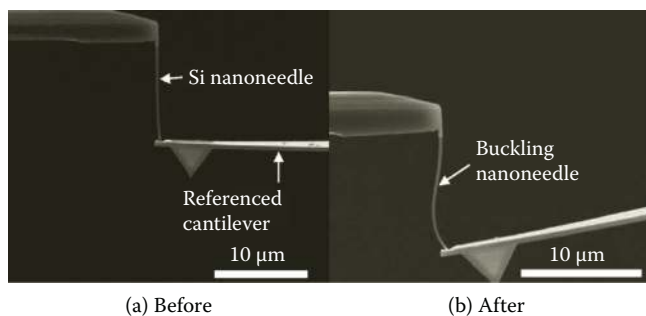 Si nanoneedle
Referenced
cantilever
10 µm
(a) Before
Buckling
nanoneedle
10 µm
(b) After